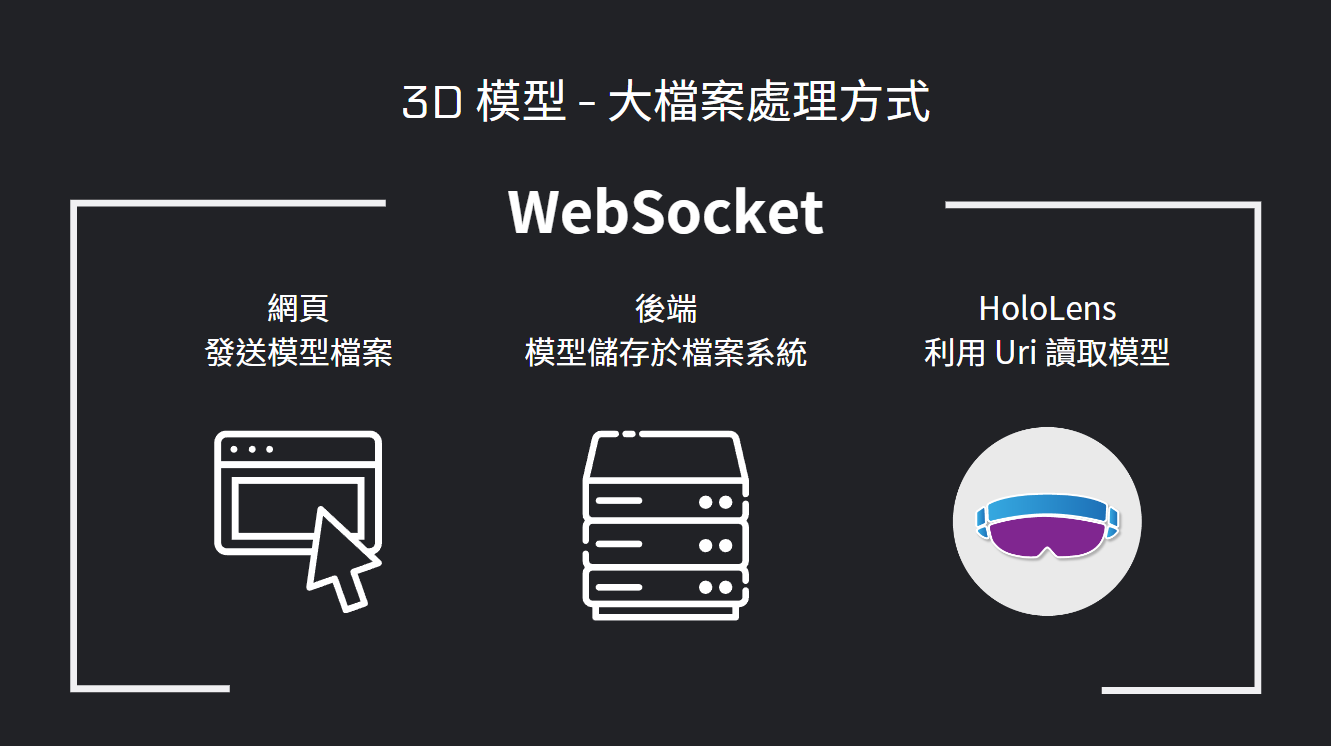 3D 模型 - 大檔案處理方式
WebSocket
網頁
發送模型檔案
後端
模型儲存於檔案系統
HoloLens
利用 Uri 讀取模型